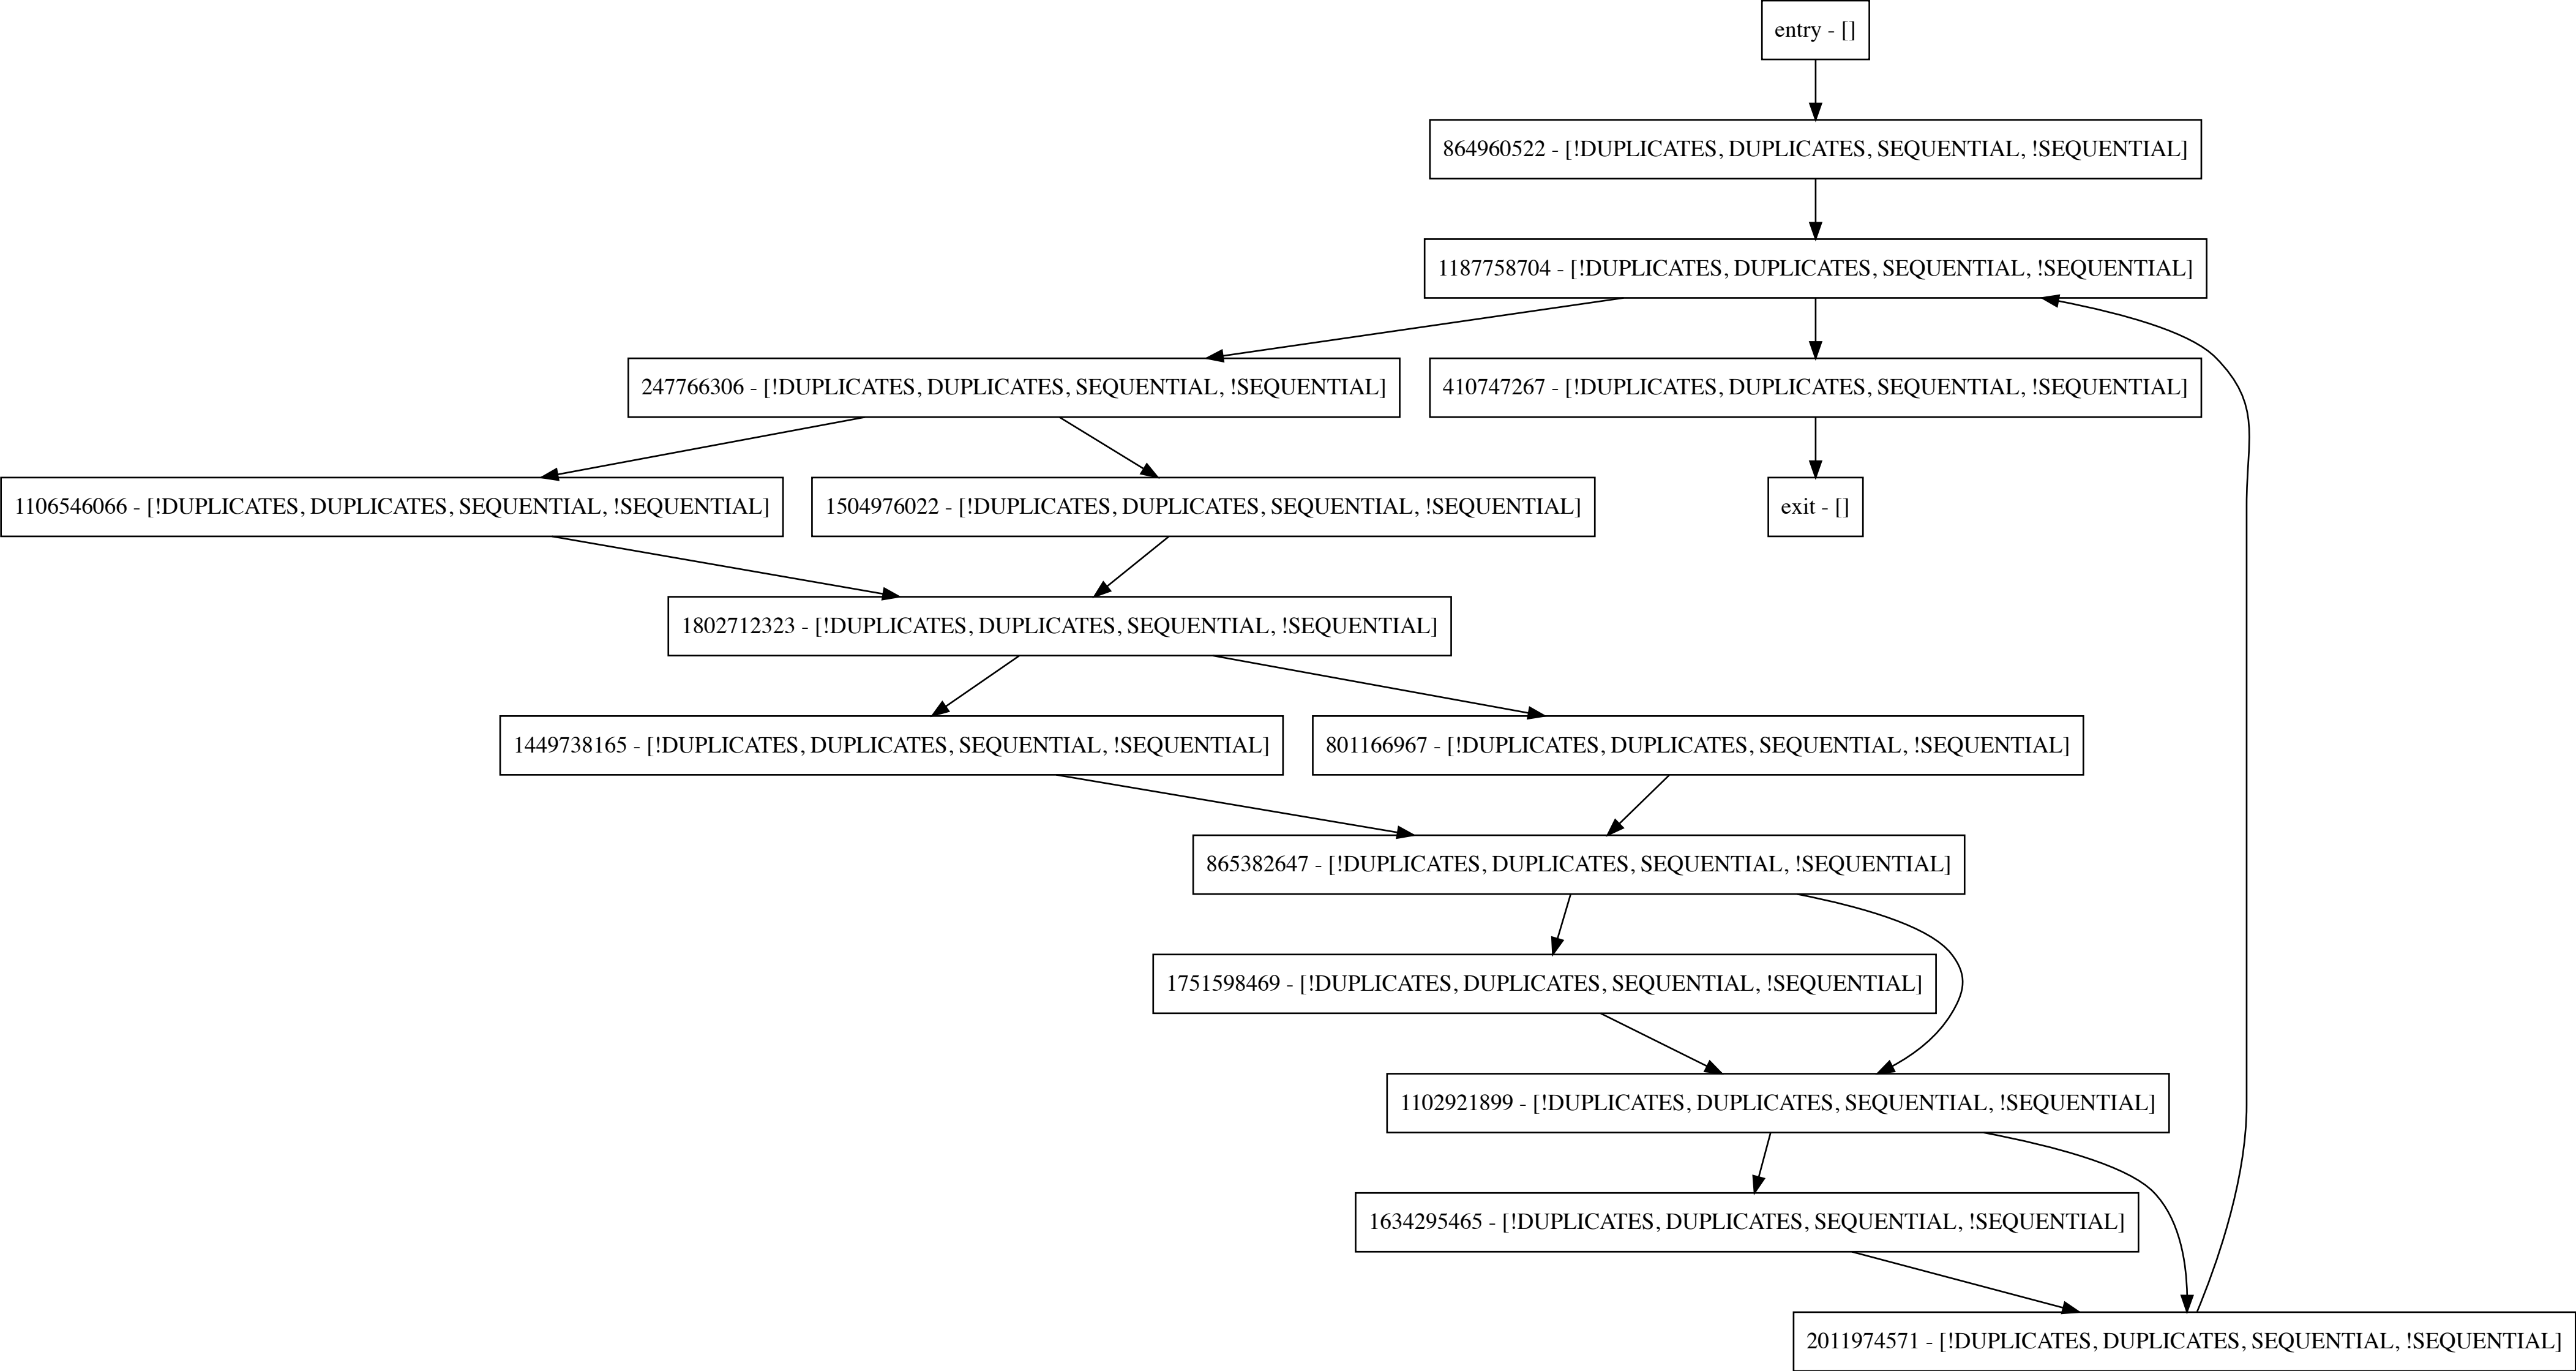 entry - []
864960522 - [!DUPLICATES, DUPLICATES, SEQUENTIAL, !SEQUENTIAL]
1187758704 - [!DUPLICATES, DUPLICATES, SEQUENTIAL, !SEQUENTIAL]
247766306 - [!DUPLICATES, DUPLICATES, SEQUENTIAL, !SEQUENTIAL]
410747267 - [!DUPLICATES, DUPLICATES, SEQUENTIAL, !SEQUENTIAL]
1106546066 - [!DUPLICATES, DUPLICATES, SEQUENTIAL, !SEQUENTIAL]
1504976022 - [!DUPLICATES, DUPLICATES, SEQUENTIAL, !SEQUENTIAL]
exit - []
1802712323 - [!DUPLICATES, DUPLICATES, SEQUENTIAL, !SEQUENTIAL]
1449738165 - [!DUPLICATES, DUPLICATES, SEQUENTIAL, !SEQUENTIAL]
801166967 - [!DUPLICATES, DUPLICATES, SEQUENTIAL, !SEQUENTIAL]
865382647 - [!DUPLICATES, DUPLICATES, SEQUENTIAL, !SEQUENTIAL]
1751598469 - [!DUPLICATES, DUPLICATES, SEQUENTIAL, !SEQUENTIAL]
1102921899 - [!DUPLICATES, DUPLICATES, SEQUENTIAL, !SEQUENTIAL]
1634295465 - [!DUPLICATES, DUPLICATES, SEQUENTIAL, !SEQUENTIAL]
2011974571 - [!DUPLICATES, DUPLICATES, SEQUENTIAL, !SEQUENTIAL]